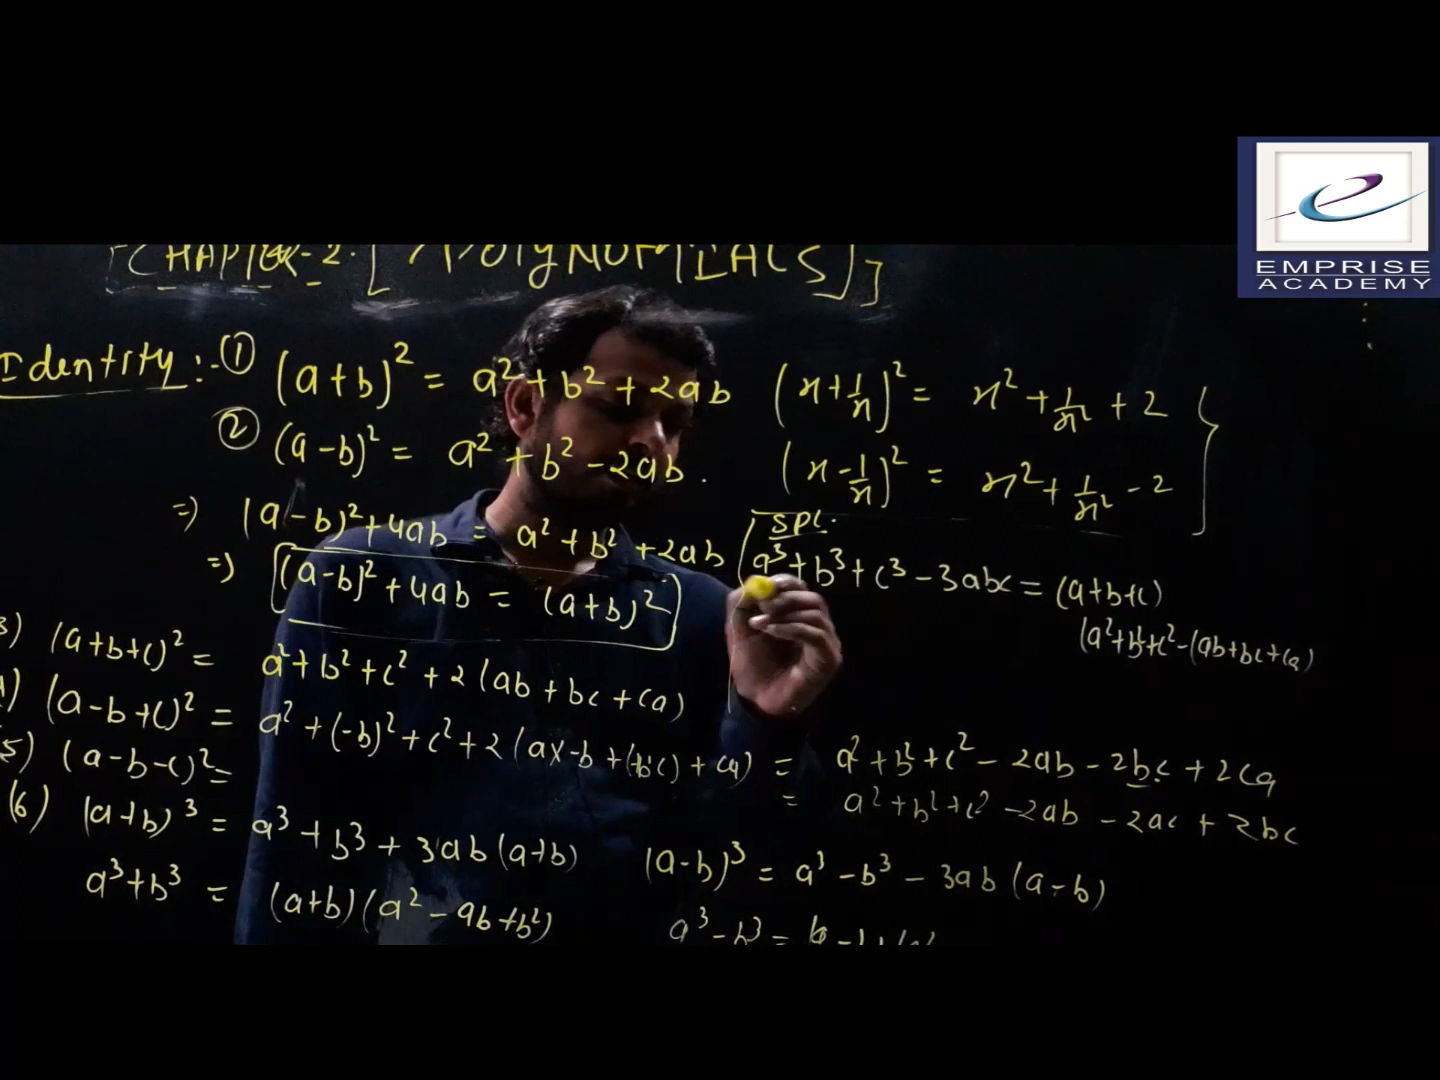 [CHAPTER-2. [POLYNOMIALS]]
Identity:- ① (a+b)² = a² + b² + 2ab (x+1/x)² = x² + 1/x² + 2
② (a-b)² = a² + b² - 2ab. (x-1/x)² = x² + 1/x² - 2
=) (a-b)² + 4ab = a² + b² + 2ab
=) (a-b)² + 4ab = (a+b)²
spl.
a³+b³+c³-3abc = (a+b+c)
(a²+b²+c²-(ab+bc+ca)
3) (a+b+c)² = a²+b²+c²+2(ab+bc+ca)
4) (a-b+c)² = a²+(-b)²+c²+2(ax-b+(-bc)+ca) = a²+b²+c²-2ab-2bc+2ca
5) (a-b-c)² = = a²+b²+c²-2ab-2ac+2bc
(6) (a+b)³ = a³+b³+3ab(a+b) (a-b)³ = a³-b³-3ab(a-b)
a³+b³ = (a+b)(a²-ab+b²) a³-b³ =
EMPRISE
ACADEMY